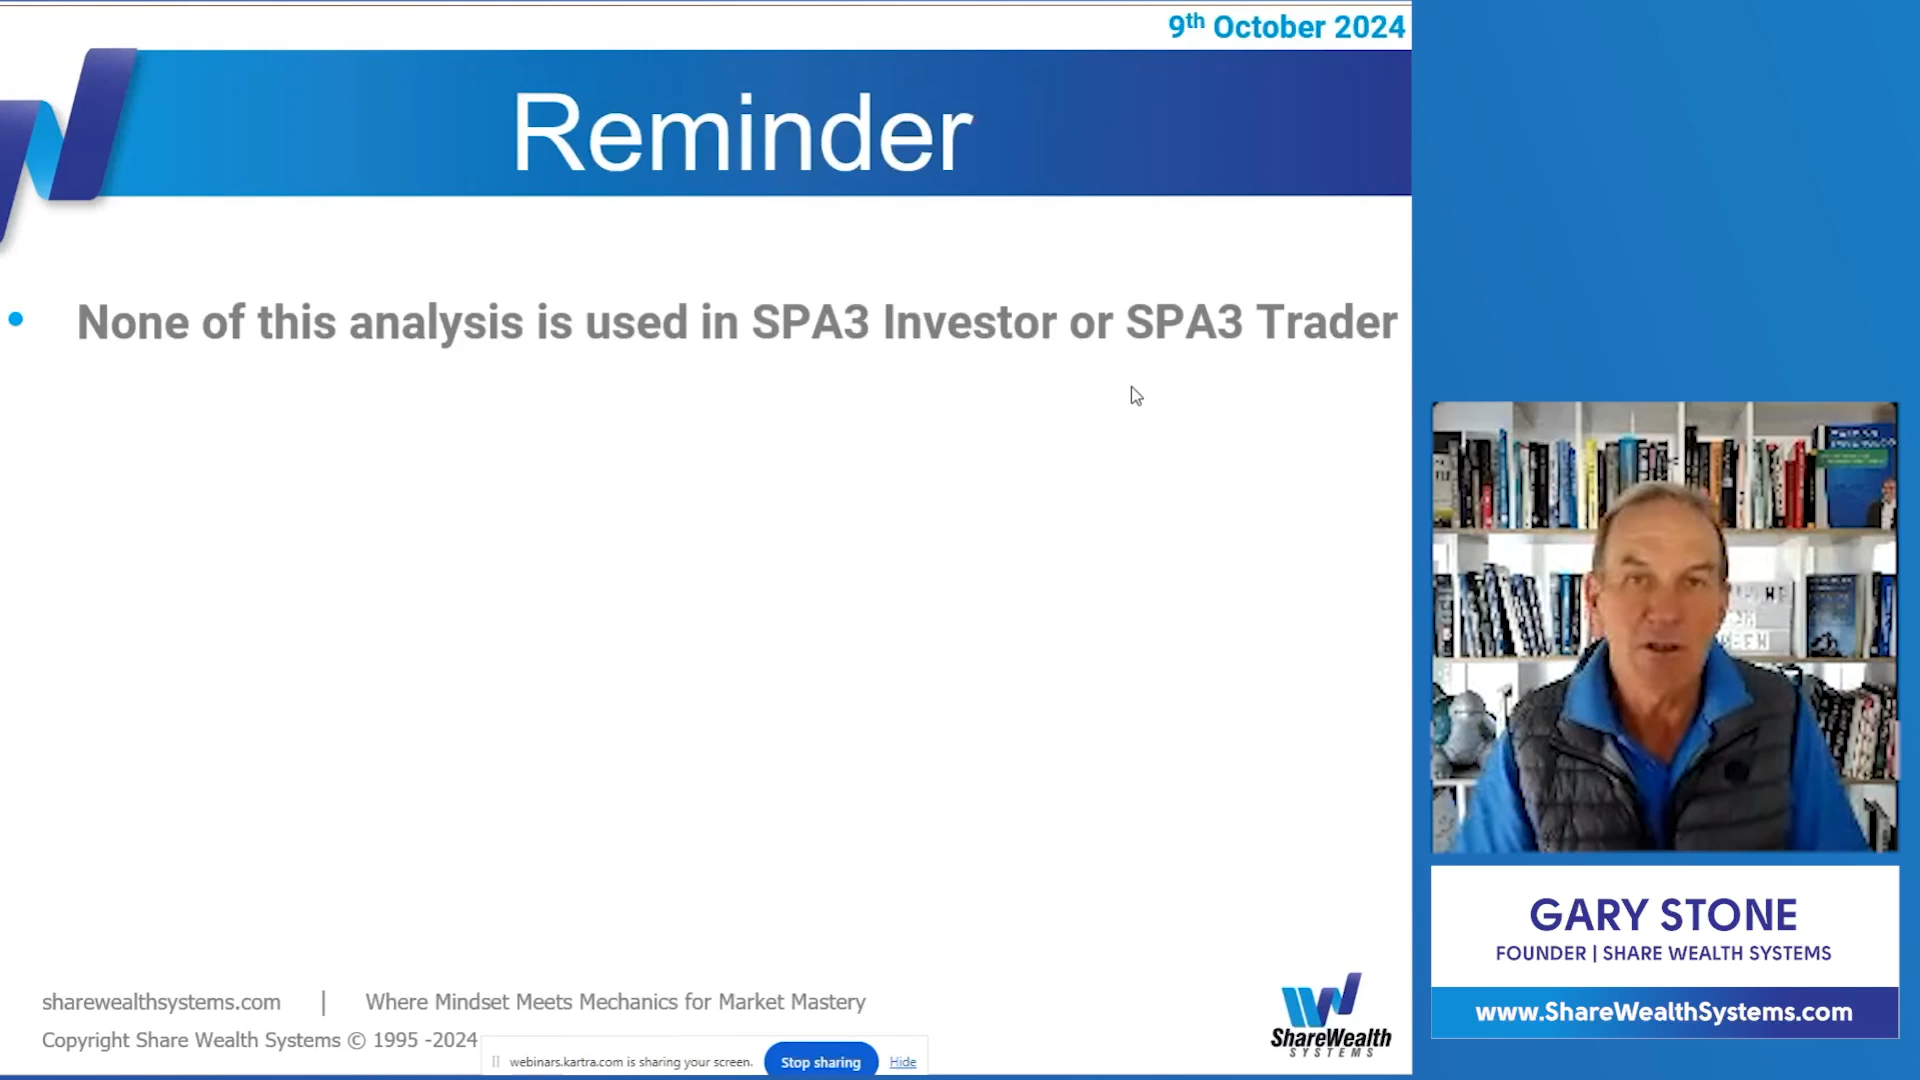 9th October 2024
Reminder
• None of this analysis is used in SPA3 Investor or SPA3 Trader
GARY STONE
FOUNDER | SHARE WEALTH SYSTEMS
www.ShareWealthSystems.com
sharewealthsystems.com | Where Mindset Meets Mechanics for Market Mastery
Copyright Share Wealth Systems © 1995 -2024
webinars.kartra.com is sharing your screen. Stop sharing Hide
ShareWealth
SYSTEMS